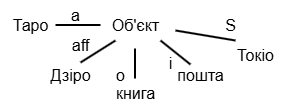 Таро
a
Об'єкт
S
Токіо
aff
Дзіро
o
книга
i
пошта